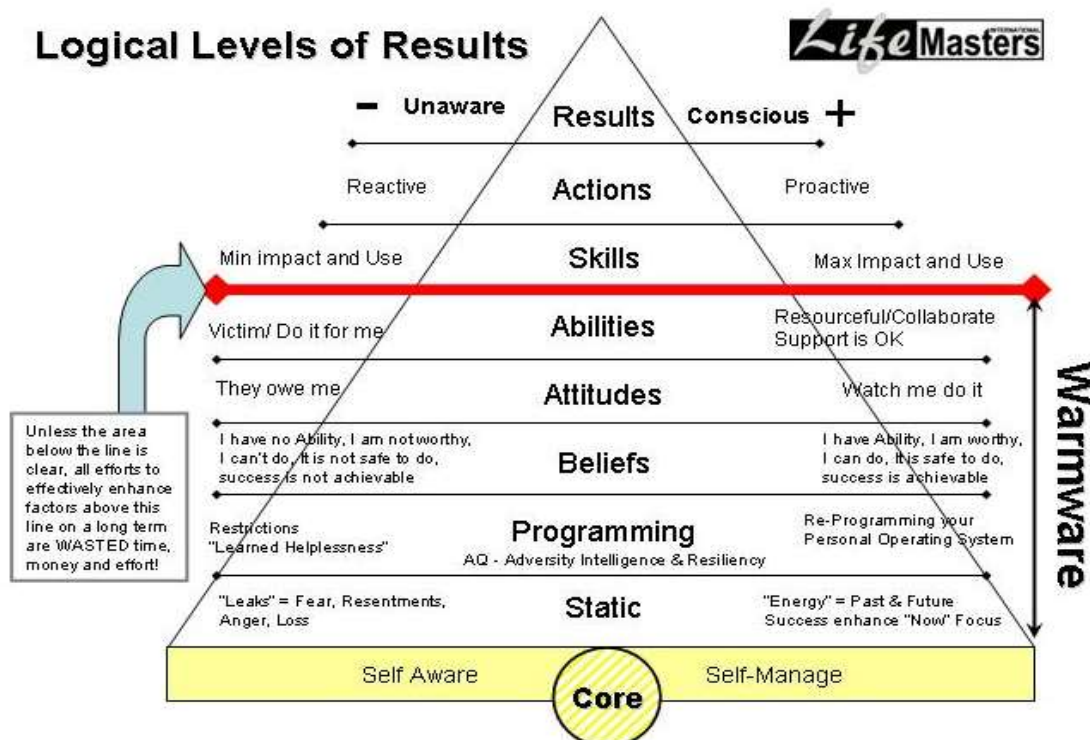 Logical Levels of Results
Life Masters
INTERNATIONAL
- Unaware
Results
Conscious +
Reactive
Actions
Proactive
Min impact and Use
Skills
Max Impact and Use
Victim/ Do it for me
Abilities
Resourceful/Collaborate
Support is OK
They owe me
Attitudes
Watch me do it
I have no Ability, I am not worthy,
I can't do, It is not safe to do,
success is not achievable
Beliefs
I have Ability, I am worthy,
I can do, It is safe to do,
success is achievable
Restrictions
"Learned Helplessness"
Programming
AQ - Adversity Intelligence & Resiliency
Re-Programming your
Personal Operating System
"Leaks" = Fear, Resentments,
Anger, Loss
Static
"Energy" = Past & Future
Success enhance "Now" Focus
Self Aware
Core
Self-Manage
Unless the area
below the line is
clear, all efforts to
effectively enhance
factors above this
line on a long term
are WASTED time,
money and effort!
Warmware